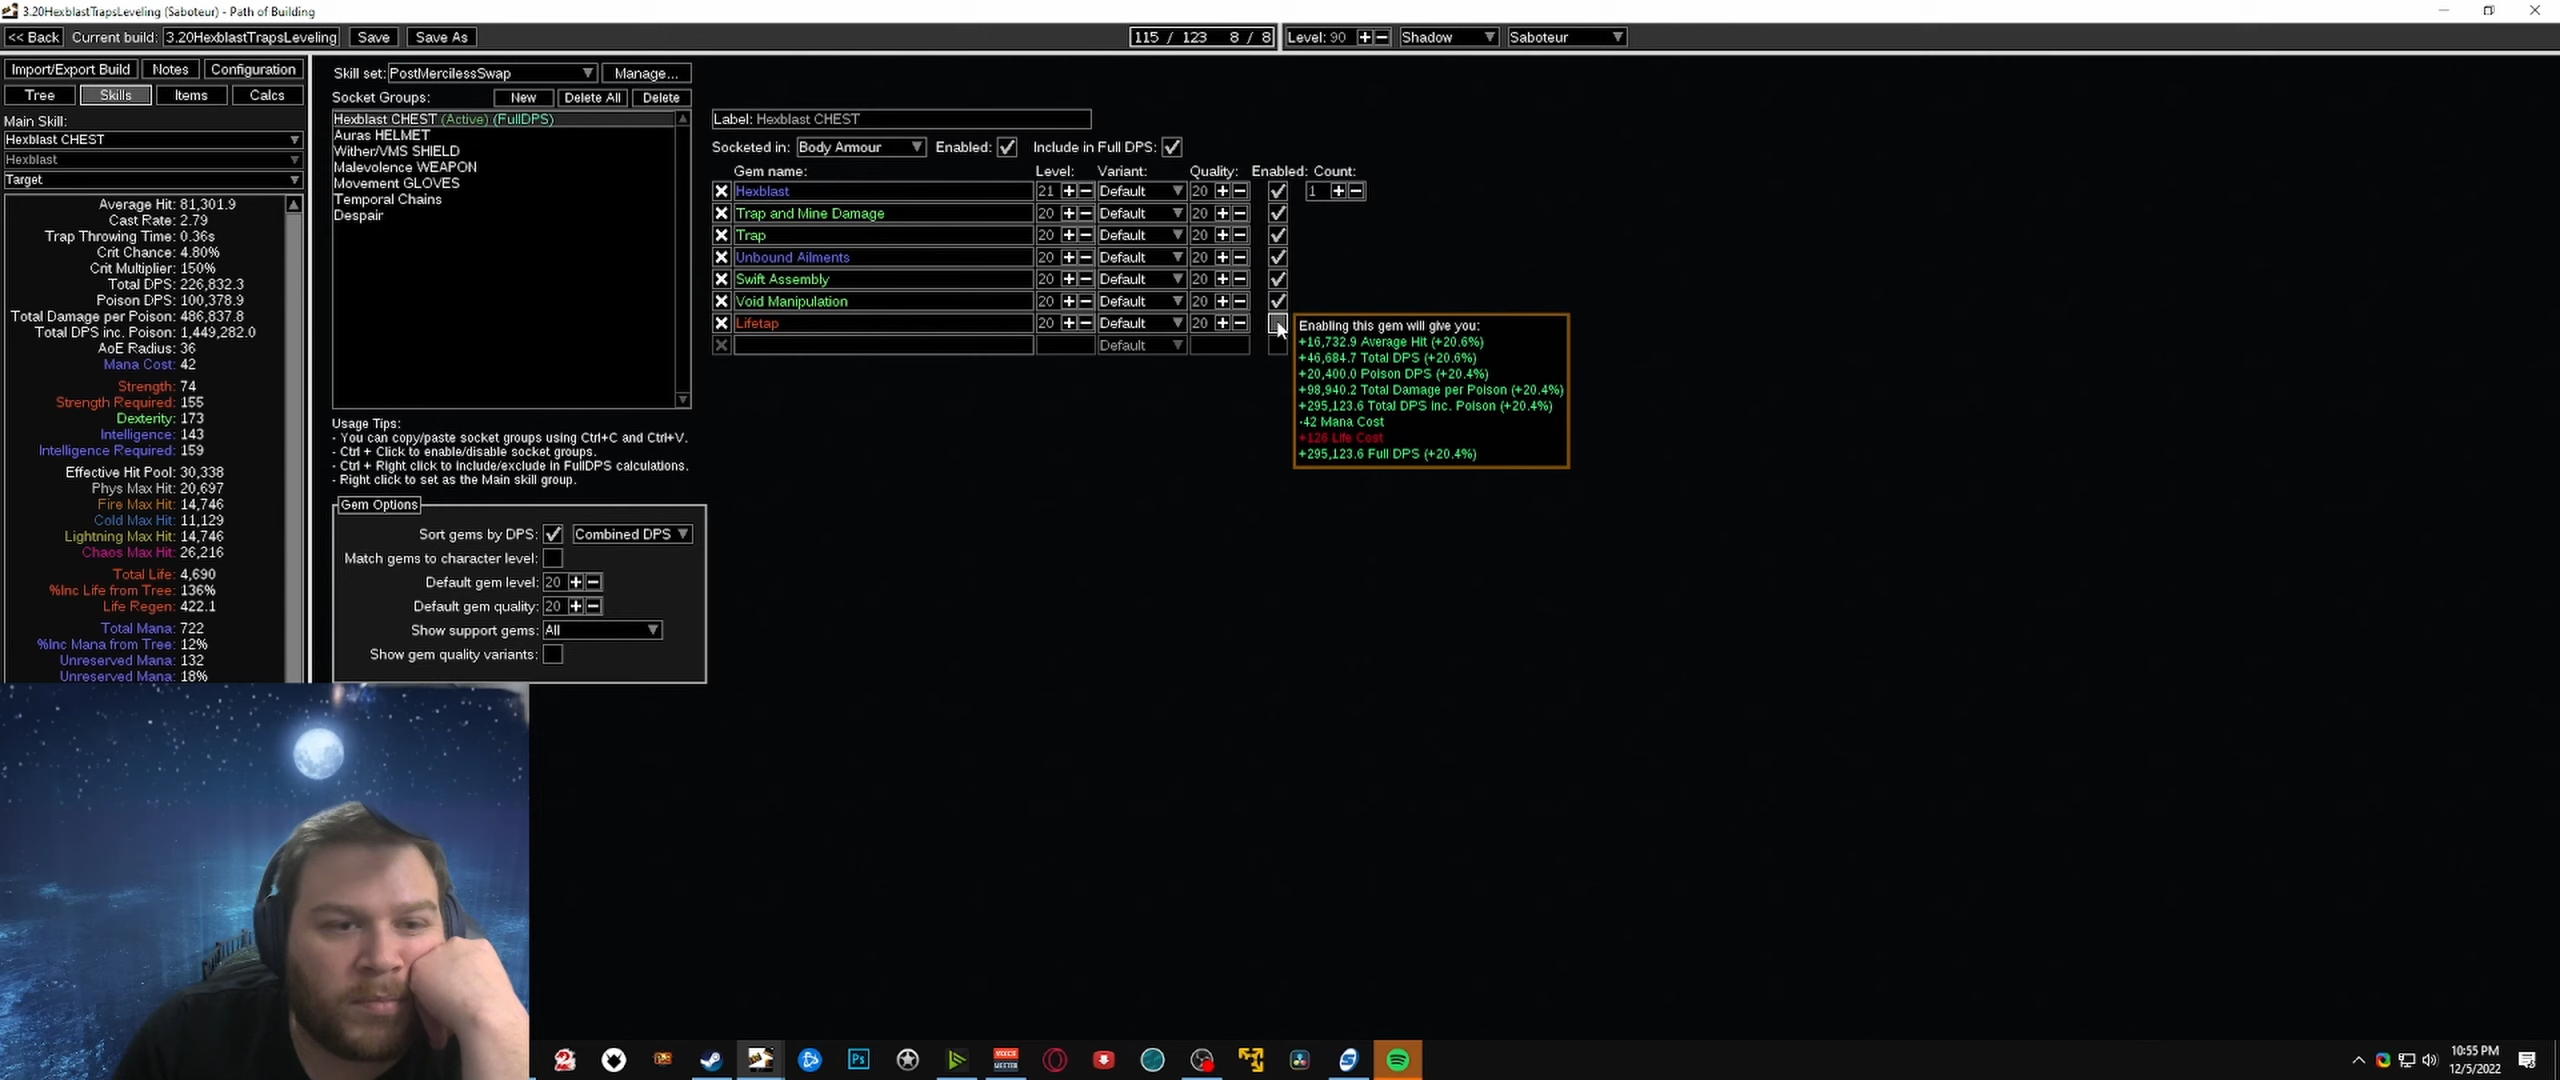 3.20HexblastTrapsLeveling (Saboteur) - Path of Building
<< Back Current build: 3.20HexblastTrapsLeveling Save Save As 115 / 123 8 / 8 Level: 90 Shadow Saboteur
Import/Export Build Notes Configuration
Tree Skills Items Calcs
Main Skill:
Hexblast CHEST
Hexblast
Target
Average Hit: 81,301.9
Cast Rate: 2.79
Trap Throwing Time: 0.36s
Crit Chance: 4.80%
Crit Multiplier: 150%
Total DPS: 226,832.3
Poison DPS: 100,378.9
Total Damage per Poison: 486,837.8
Total DPS inc. Poison: 1,449,282.0
AoE Radius: 36
Mana Cost: 42
Strength: 74
Strength Required: 155
Dexterity: 173
Intelligence: 143
Intelligence Required: 159
Effective Hit Pool: 30,338
Phys Max Hit: 20,697
Fire Max Hit: 14,746
Cold Max Hit: 11,129
Lightning Max Hit: 14,746
Chaos Max Hit: 26,216
Total Life: 4,690
%Inc Life from Tree: 136%
Life Regen: 422.1
Total Mana: 722
%Inc Mana from Tree: 12%
Unreserved Mana: 132
Unreserved Mana: 18%
Skill set: PostMercilessSwap Manage...
Socket Groups: New Delete All Delete
Hexblast CHEST (Active) (FullDPS)
Auras HELMET
Wither/VMS SHIELD
Malevolence WEAPON
Movement GLOVES
Temporal Chains
Despair
Usage Tips:
- You can copy/paste socket groups using Ctrl+C and Ctrl+V.
- Ctrl + Click to enable/disable socket groups.
- Ctrl + Right click to include/exclude in FullDPS calculations.
- Right click to set as the Main skill group.
Gem Options
Sort gems by DPS: Combined DPS
Match gems to character level:
Default gem level: 20
Default gem quality: 20
Show support gems: All
Show gem quality variants:
Label: Hexblast CHEST
Socketed in: Body Armour Enabled: Include in Full DPS:
Gem name: Level: Variant: Quality: Enabled: Count:
Hexblast 21 Default 20 1
Trap and Mine Damage 20 Default 20
Trap 20 Default 20
Unbound Ailments 20 Default 20
Swift Assembly 20 Default 20
Void Manipulation 20 Default 20
Lifetap 20 Default 20
Default
Enabling this gem will give you:
+16,732.9 Average Hit (+20.6%)
+46,684.7 Total DPS (+20.6%)
+20,400.0 Poison DPS (+20.4%)
+98,940.2 Total Damage per Poison (+20.4%)
+295,123.6 Total DPS inc. Poison (+20.4%)
-42 Mana Cost
+126 Life Cost
+295,123.6 Full DPS (+20.4%)
Ps
10:55 PM
12/5/2022